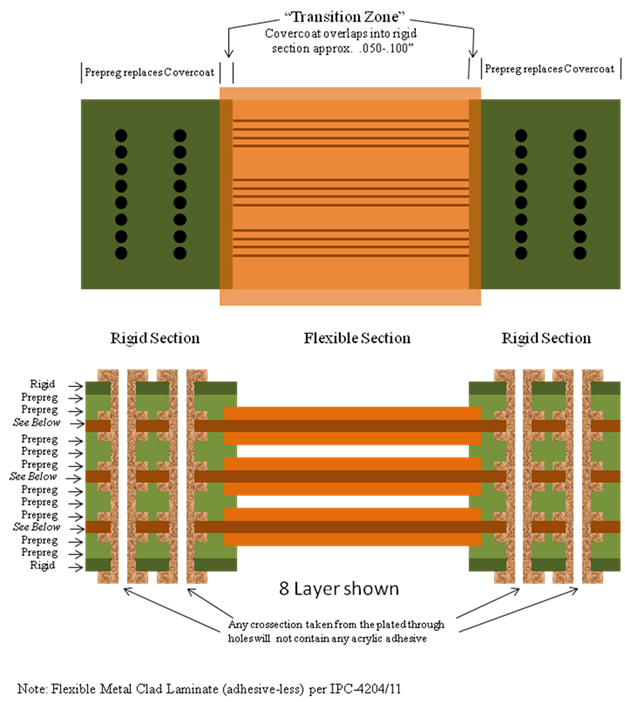 “Transition Zone”
Covercoat overlaps into rigid
section approx.  .050-.100”
Prepreg replaces Covercoat
Prepreg replaces Covercoat
Rigid Section
Flexible Section
Rigid Section
Rigid
Prepreg
Prepreg
See Below
Prepreg
Prepreg
Prepreg
See Below
Prepreg
Prepreg
Prepreg
See Below
Prepreg
Prepreg
Rigid
8 Layer shown
Any crossection taken from the plated through
holes will  not contain any acrylic adhesive
Note: Flexible Metal Clad Laminate (adhesive-less) per IPC-4204/11